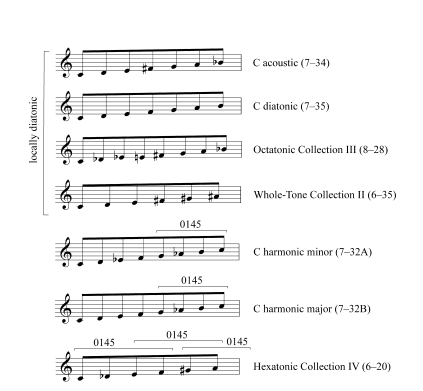 locally diatonic
C acoustic (7–34)
C diatonic (7–35)
Octatonic Collection III (8–28)
Whole-Tone Collection II (6–35)
0145
C harmonic minor (7–32A)
0145
C harmonic major (7–32B)
0145
0145
0145
Hexatonic Collection IV (6–20)